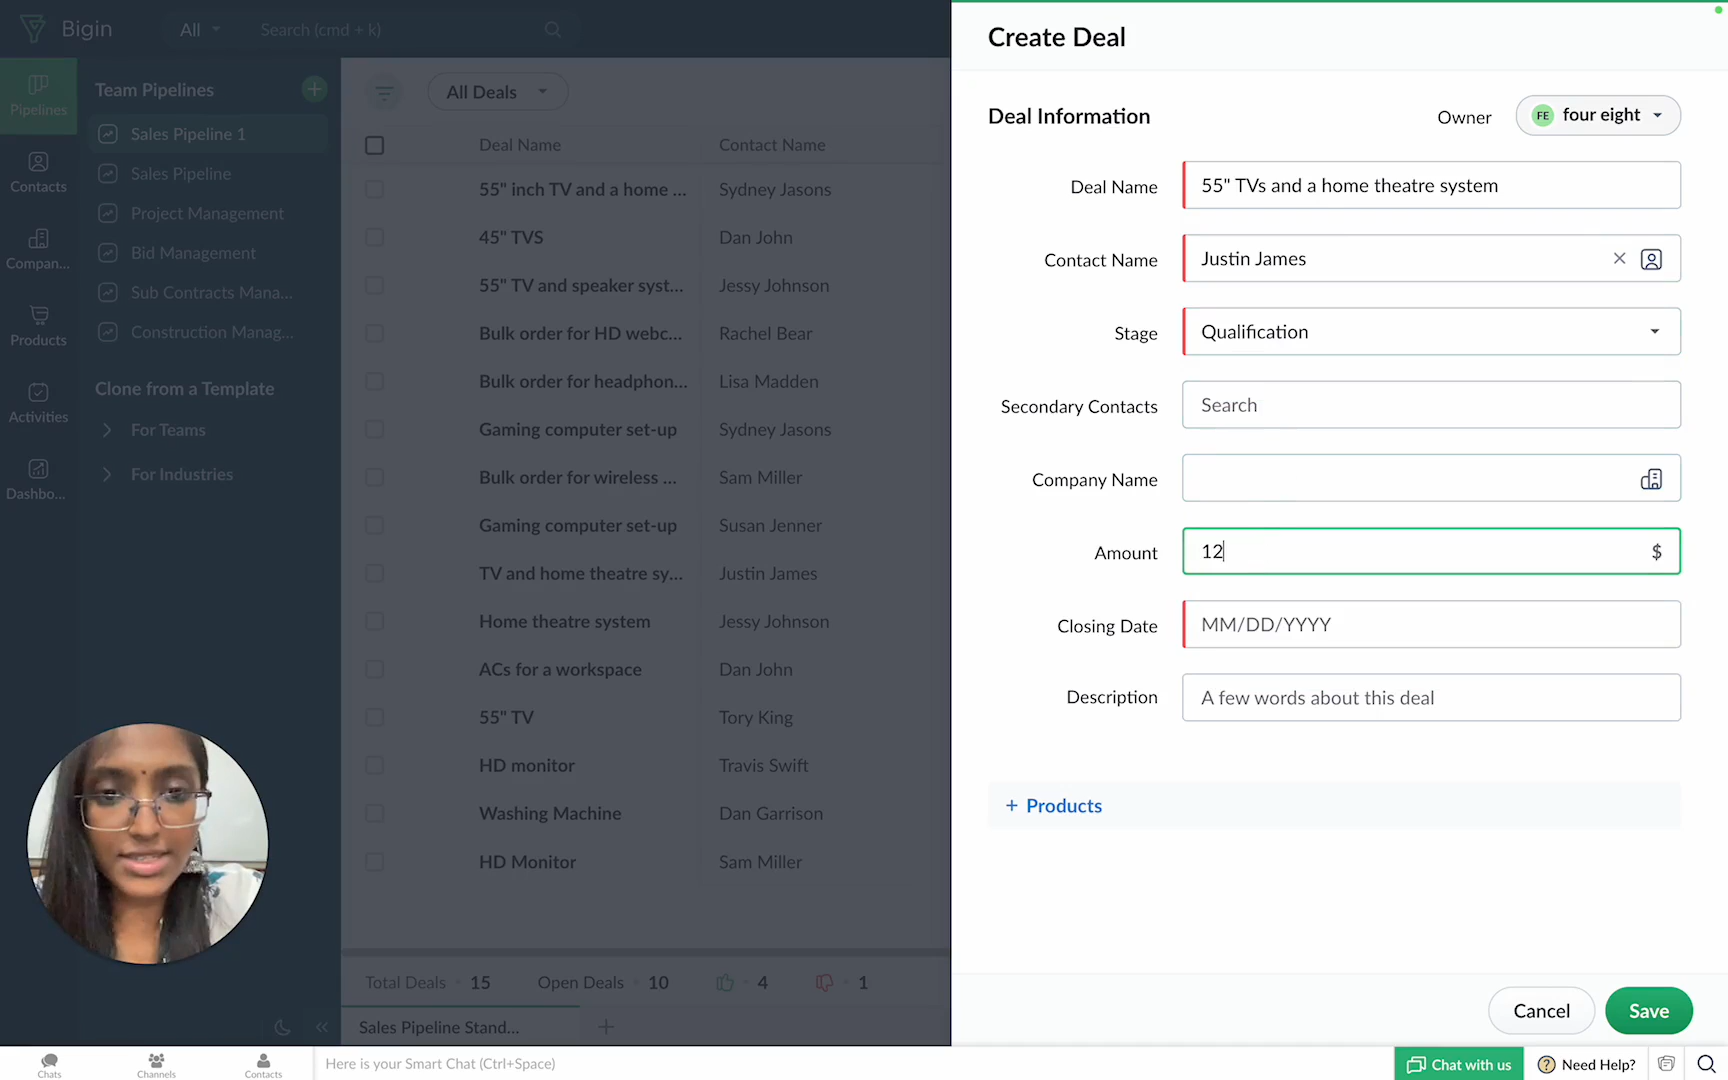 Bigin
All
Search (cmd + k)
Pipelines
Contacts
Compan...
Products
Activities
Dashbo...
Team Pipelines
Sales Pipeline 1
Sales Pipeline
Project Management
Bid Management
Sub Contracts Mana...
Construction Manag...
Clone from a Template
For Teams
For Industries
All Deals
Deal Name Contact Name
55" inch TV and a home ... Sydney Jasons
45" TVS Dan John
55" TV and speaker syst... Jessy Johnson
Bulk order for HD webc... Rachel Bear
Bulk order for headphon... Lisa Madden
Gaming computer set-up Sydney Jasons
Bulk order for wireless ... Sam Miller
Gaming computer set-up Susan Jenner
TV and home theatre sy... Justin James
Home theatre system Jessy Johnson
ACs for a workspace Dan John
55" TV Tory King
HD monitor Travis Swift
Washing Machine Dan Garrison
HD Monitor Sam Miller
Total Deals 15 Open Deals 10 4 1
Sales Pipeline Stand...
Create Deal
Deal Information
Owner FE four eight
Deal Name 55" TVs and a home theatre system
Contact Name Justin James
Stage Qualification
Secondary Contacts Search
Company Name
Amount 12 $
Closing Date MM/DD/YYYY
Description A few words about this deal
+ Products
Cancel Save
Chats Channels Contacts
Here is your Smart Chat (Ctrl+Space)
Chat with us
Need Help?